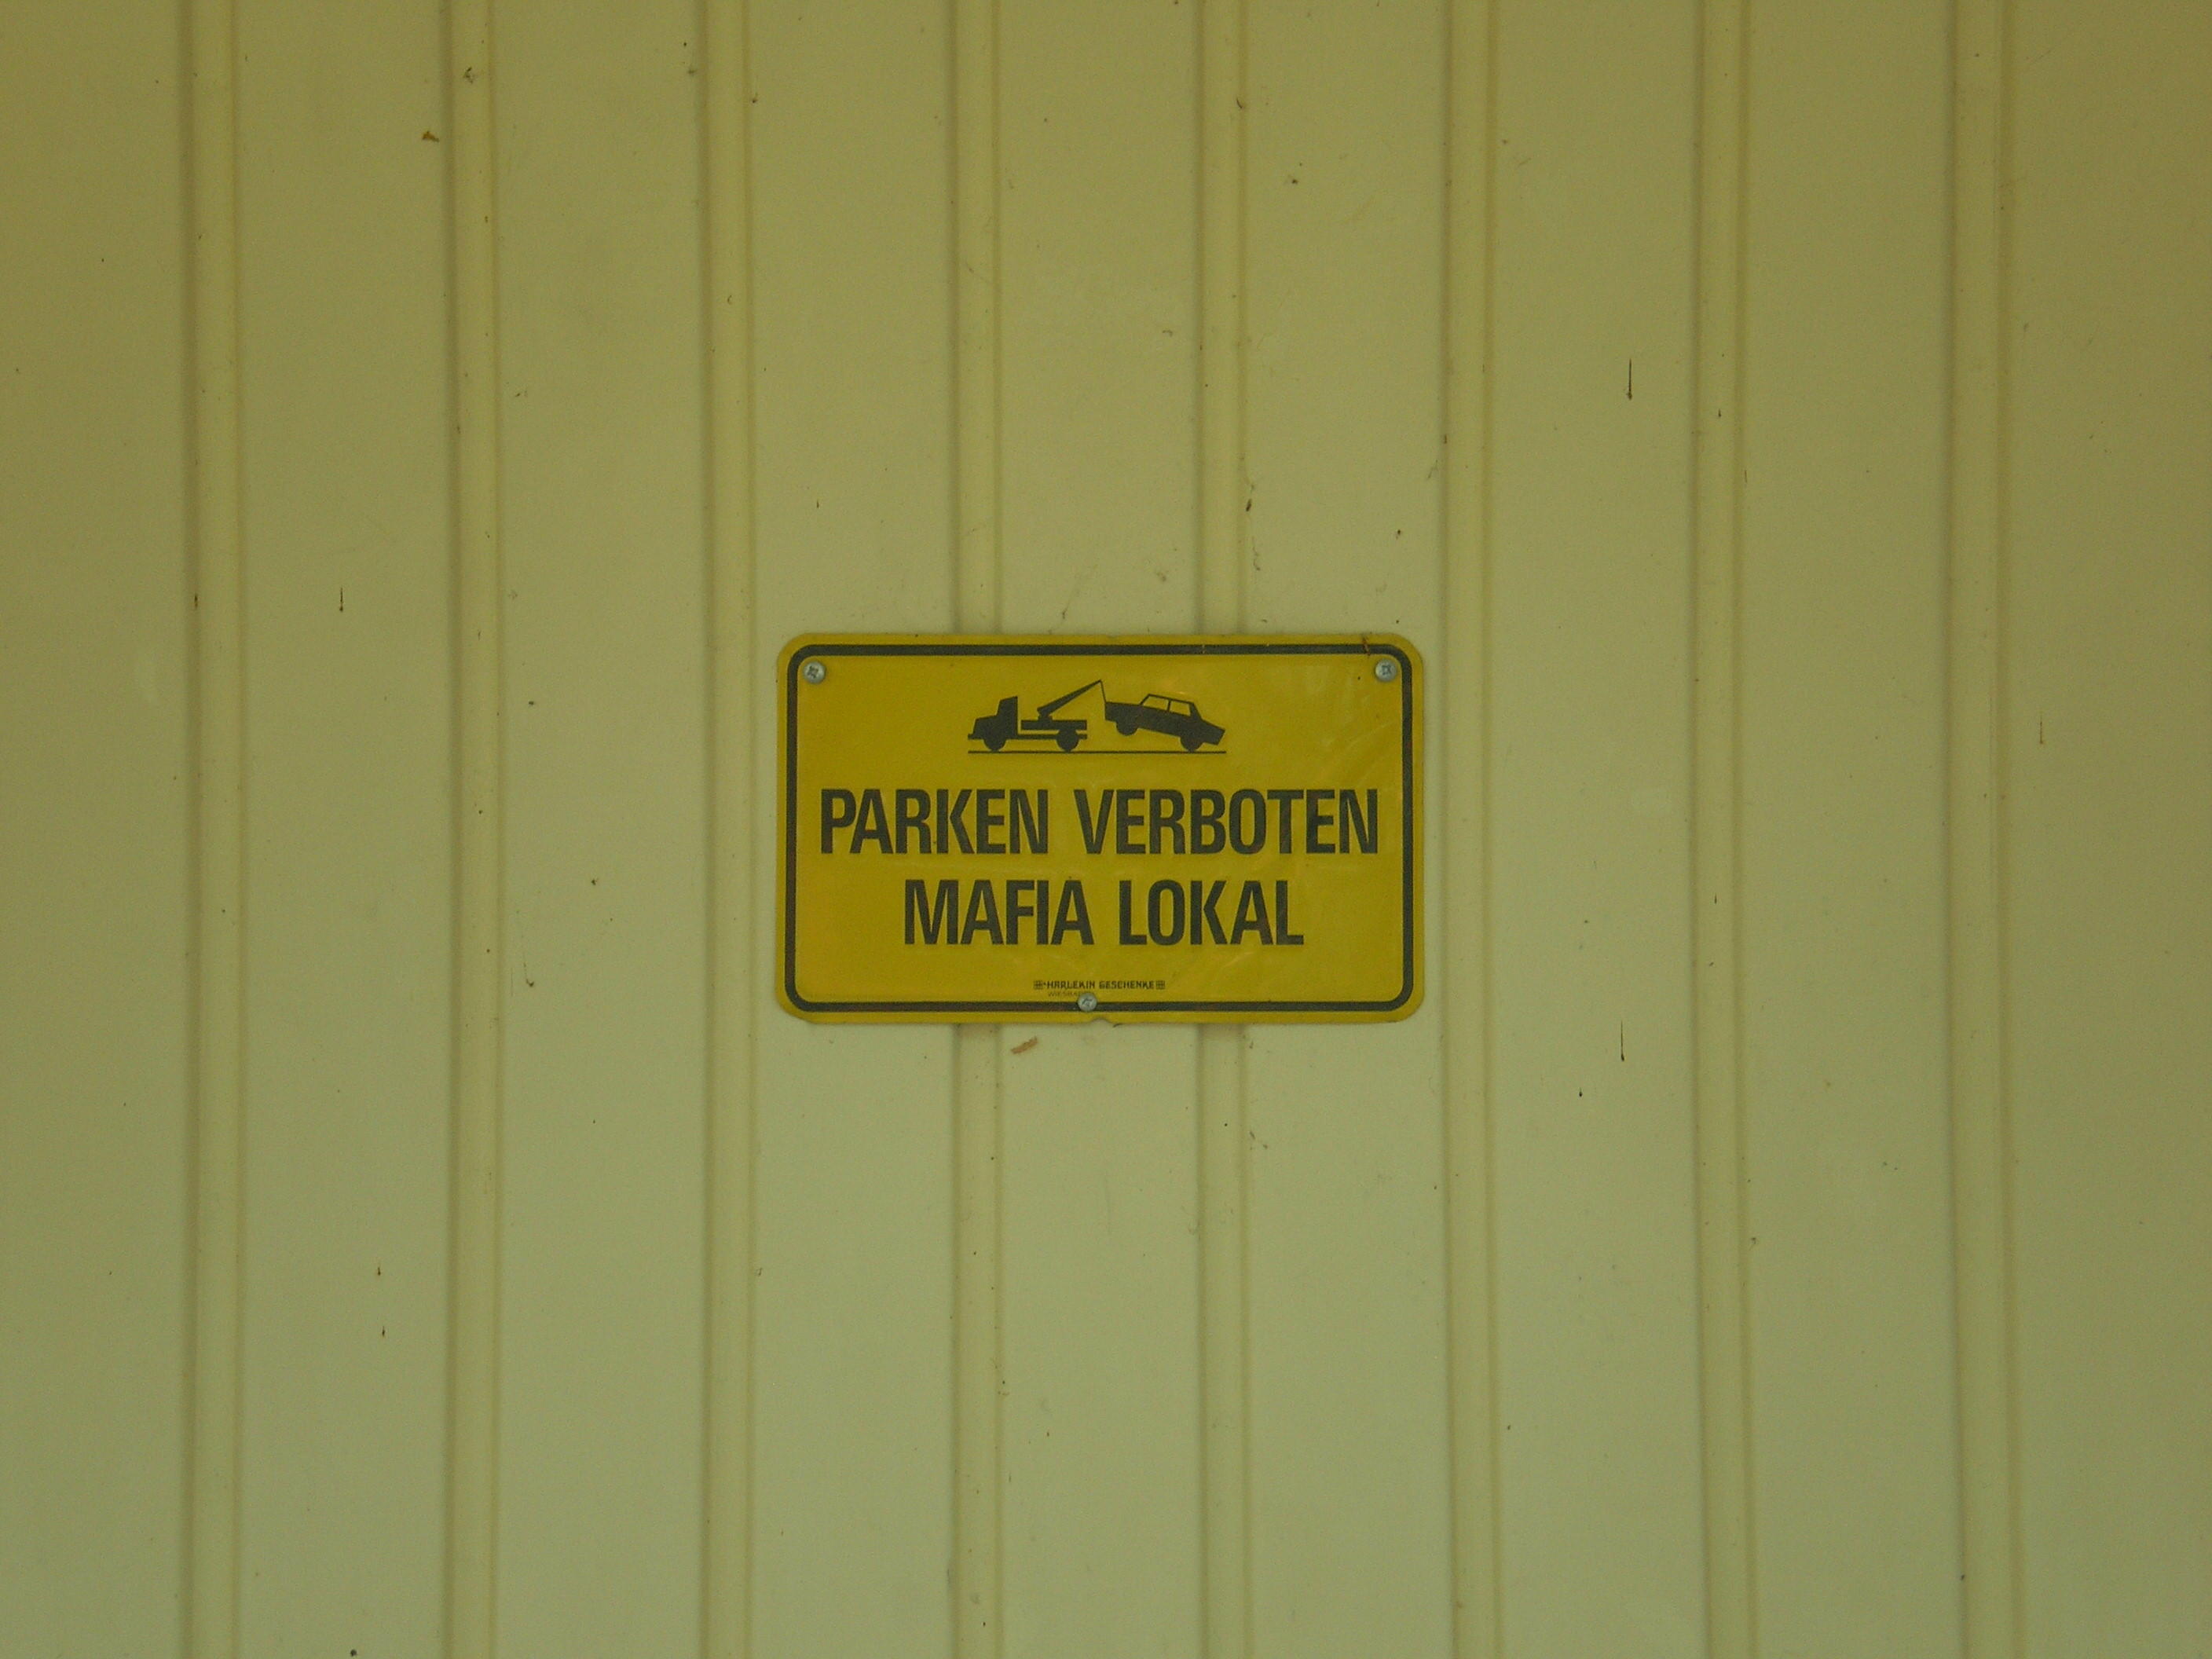 PARKEN VERBOTEN
MAFIA LOKAL
HARLEKIN GESCHENKE